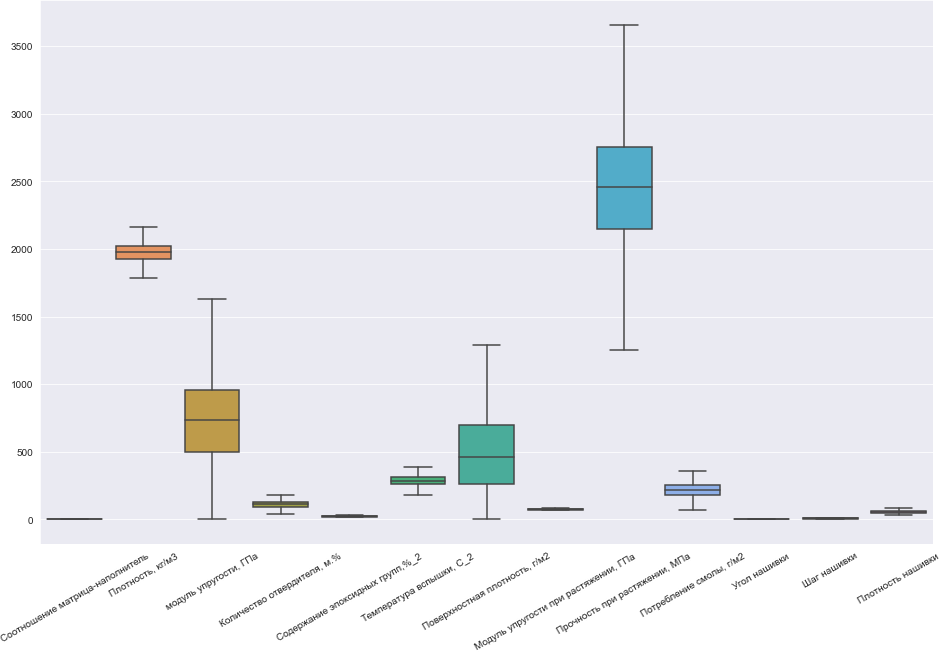 3500
3000
2500
2000
1500
1000
500
0
Соотношение матрица-наполнитель
Плотность, кг/м3
модуль упругости, ГПа
Количество отвердителя, м.%
Содержание эпоксидных групп,%_2
Температура вспышки, С_2
Поверхностная плотность, г/м2
Модуль упругости при растяжении, ГПа
Прочность при растяжении, МПа
Потребление смолы, г/м2
Угол нашивки
Шаг нашивки
Плотность нашивки